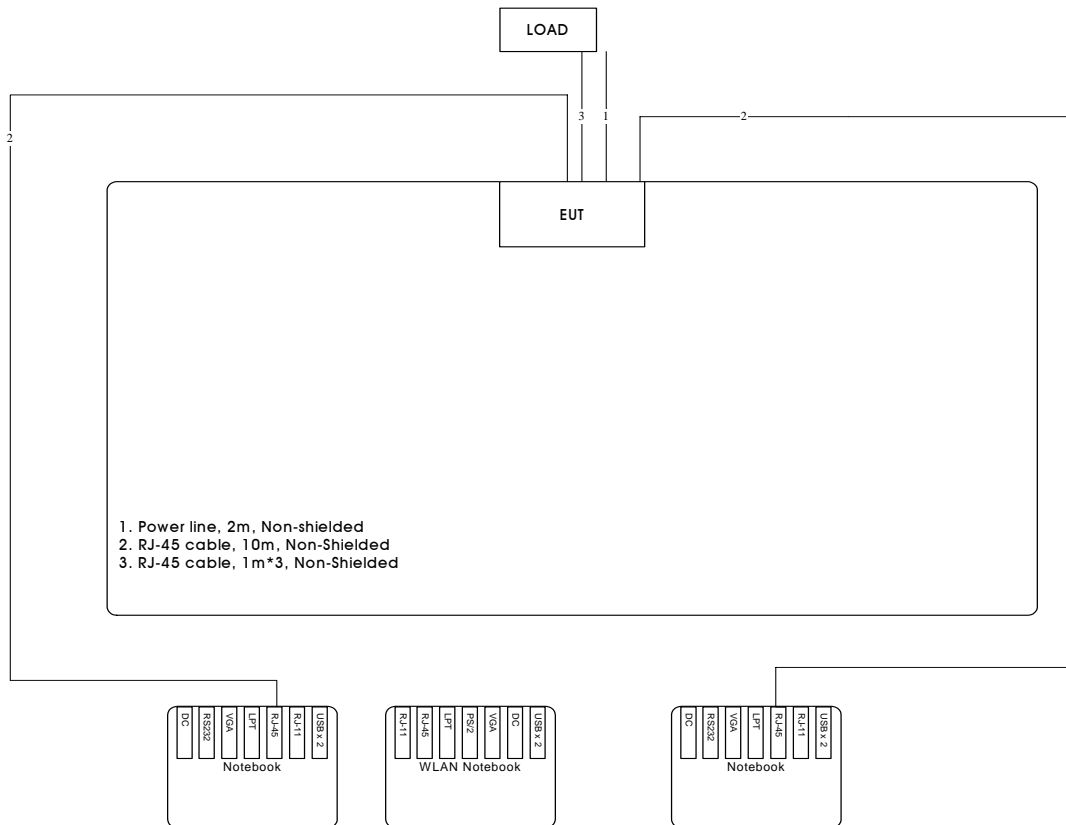 LOAD
3
1
2
2
EUT
1. Power line, 2m, Non-shielded
2. RJ-45 cable, 10m, Non-Shielded
3. RJ-45 cable, 1m*3, Non-Shielded
DC
RS232
VGA
LPT
RJ-45
RJ-11
USB x 2
Notebook
RJ-11
RJ-45
LPT
PS/2
VGA
DC
USB x 2
WLAN Notebook
DC
RS232
VGA
LPT
RJ-45
RJ-11
USB x 2
Notebook